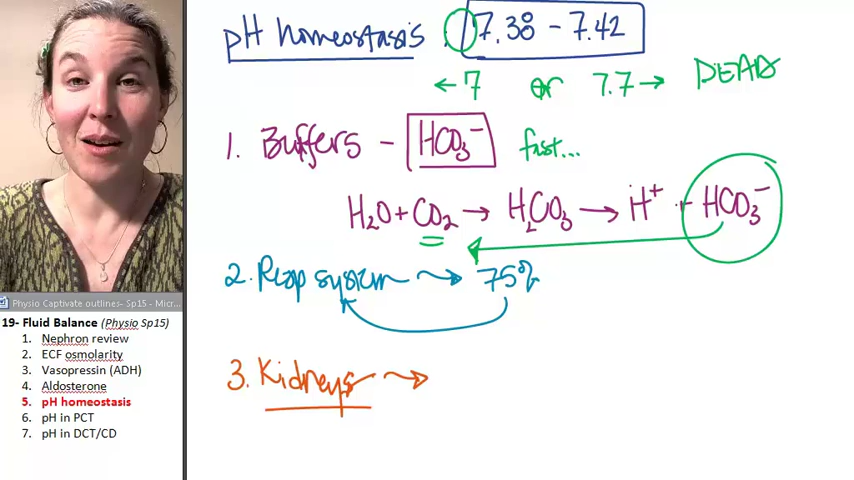 pH homeostasis : 7.38 - 7.42
← 7 or 7.7 → DEAD
1. Buffers - HCO3⁻ fast...
H2O + CO2 → H2CO3 → H⁺ + HCO3⁻
2. Resp system → 75%
3. Kidneys →
Physio Captivate outlines- Sp15 - Micr...
19- Fluid Balance (Physio Sp15)
1. Nephron review
2. ECF osmolarity
3. Vasopressin (ADH)
4. Aldosterone
5. pH homeostasis
6. pH in PCT
7. pH in DCT/CD